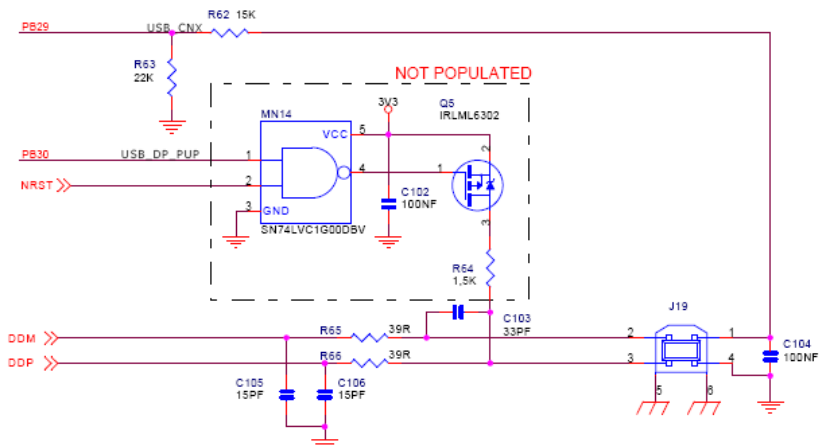 R62 15K
PB29
USB_CNX
R63
22K
NOT POPULATED
3V3
Q5
IRLML6302
MN14
VCC
5
2
PB30
USB_DP_PUP
1
4
1
NRST
2
C102
100NF
3
GND
3
SN74LVC1G00DBV
R64
1,5K
J19
C103
33PF
DDM
R65
39R
2
1
C104
100NF
DDP
R66
39R
3
4
C105
15PF
C106
15PF
5
6